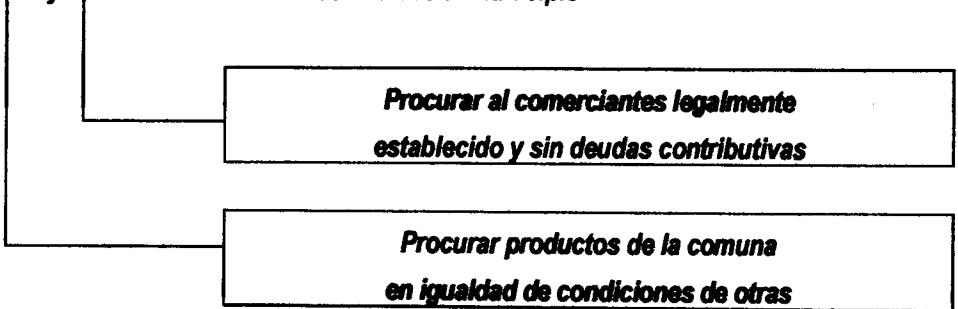 Procurar al comerciantes legalmente
establecido y sin deudas contributivas
Procurar productos de la comuna
en igualdad de condiciones de otras